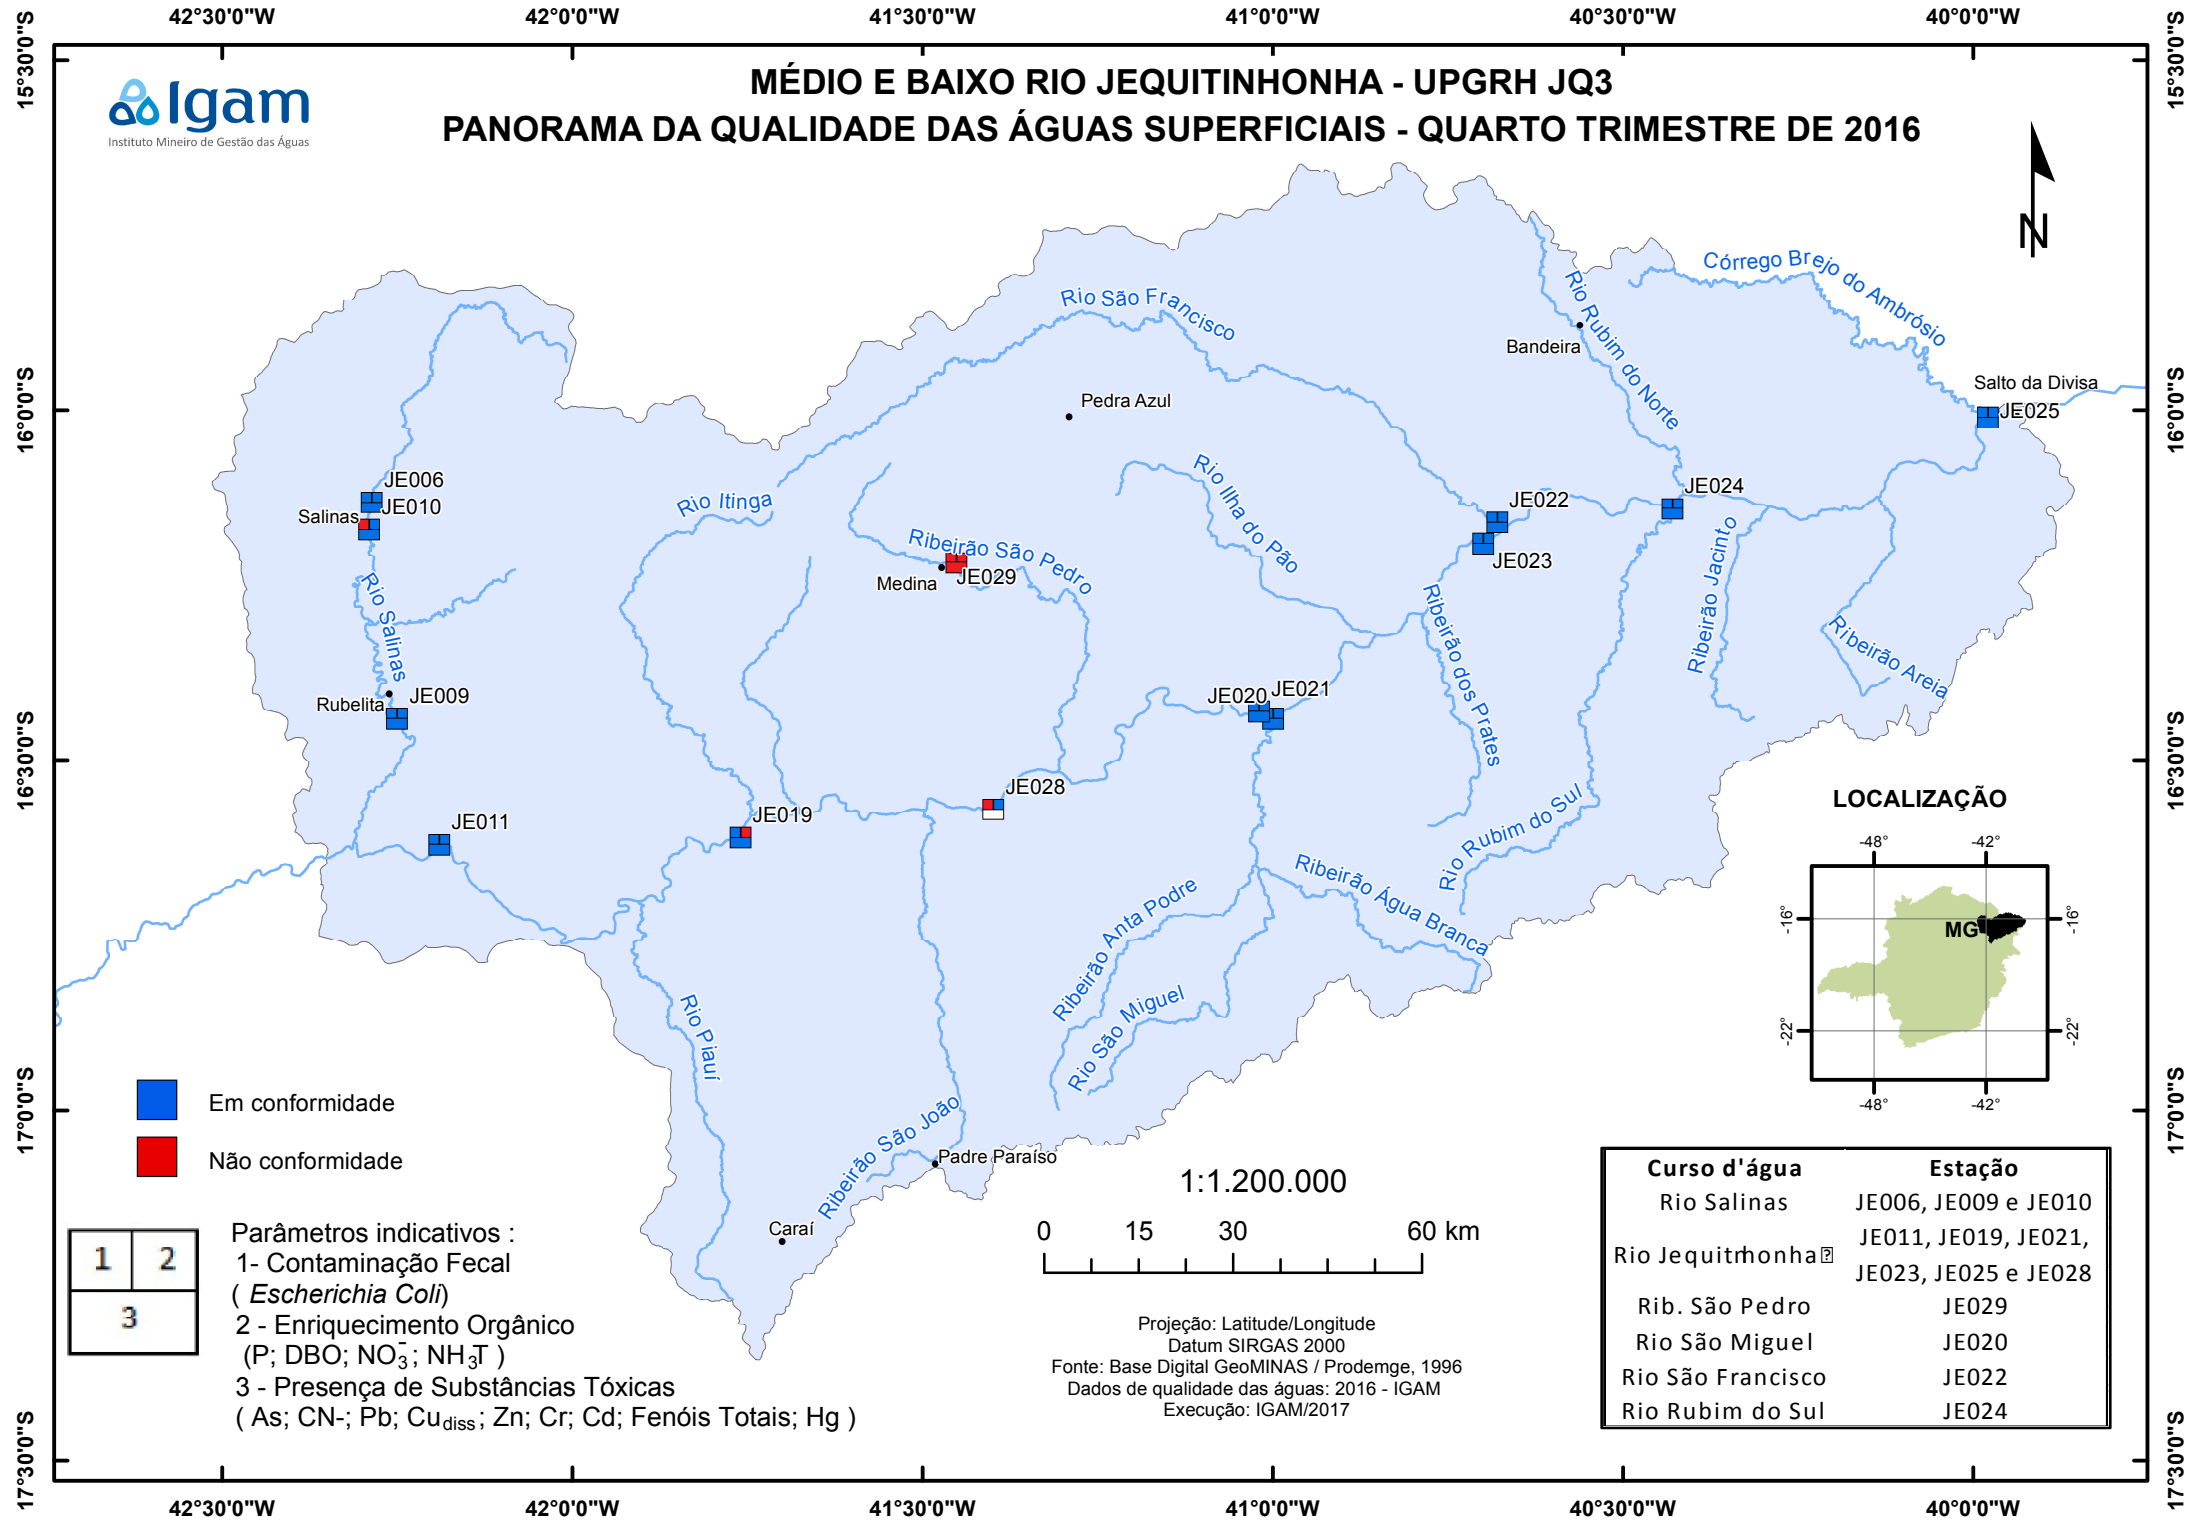 42°30'0"W 42°0'0"W 41°30'0"W 41°0'0"W 40°30'0"W 40°0'0"W
15°30'0"S
15°30'0"S
Igam
Instituto Mineiro de Gestão das Águas
MÉDIO E BAIXO RIO JEQUITINHONHA - UPGRH JQ3
PANORAMA DA QUALIDADE DAS ÁGUAS SUPERFICIAIS - QUARTO TRIMESTRE DE 2016
N
Córrego Brejo do Ambrósio
Rio São Francisco
Rio Rubim do Norte
Bandeira
Salto da Divisa
JE025
Pedra Azul
16°0'0"S
16°0'0"S
JE006
JE010
Salinas
Rio Itinga
Rio Ilha do Pão
JE022
JE024
JE023
Ribeirão São Pedro
JE029
Medina
Rio Salinas
Ribeirão dos Prates
Ribeirão Jacinto
Ribeirão Areia
Rubelita
JE009
JE020
JE021
16°30'0"S
16°30'0"S
JE028
JE019
JE011
Rio Rubim do Sul
Ribeirão Água Branca
Ribeirão Anta Podre
Rio São Miguel
Rio Piauí
Ribeirão São João
Padre Paraíso
Caraí
LOCALIZAÇÃO
-48° -42°
-16°
-16°
MG
-22°
-22°
-48° -42°
17°0'0"S
17°0'0"S
Em conformidade
Não conformidade
1 2
3
Parâmetros indicativos :
1- Contaminação Fecal
( Escherichia Coli)
2 - Enriquecimento Orgânico
(P; DBO; NO3-; NH3T )
3 - Presença de Substâncias Tóxicas
( As; CN-; Pb; Cudiss; Zn; Cr; Cd; Fenóis Totais; Hg )
1:1.200.000
0 15 30 60 km
Projeção: Latitude/Longitude
Datum SIRGAS 2000
Fonte: Base Digital GeoMINAS / Prodemge, 1996
Dados de qualidade das águas: 2016 - IGAM
Execução: IGAM/2017
Curso d'água Estação
Rio Salinas JE006, JE009 e JE010
Rio Jequitinhonha JE011, JE019, JE021,
JE023, JE025 e JE028
Rib. São Pedro JE029
Rio São Miguel JE020
Rio São Francisco JE022
Rio Rubim do Sul JE024
17°30'0"S
17°30'0"S
42°30'0"W 42°0'0"W 41°30'0"W 41°0'0"W 40°30'0"W 40°0'0"W